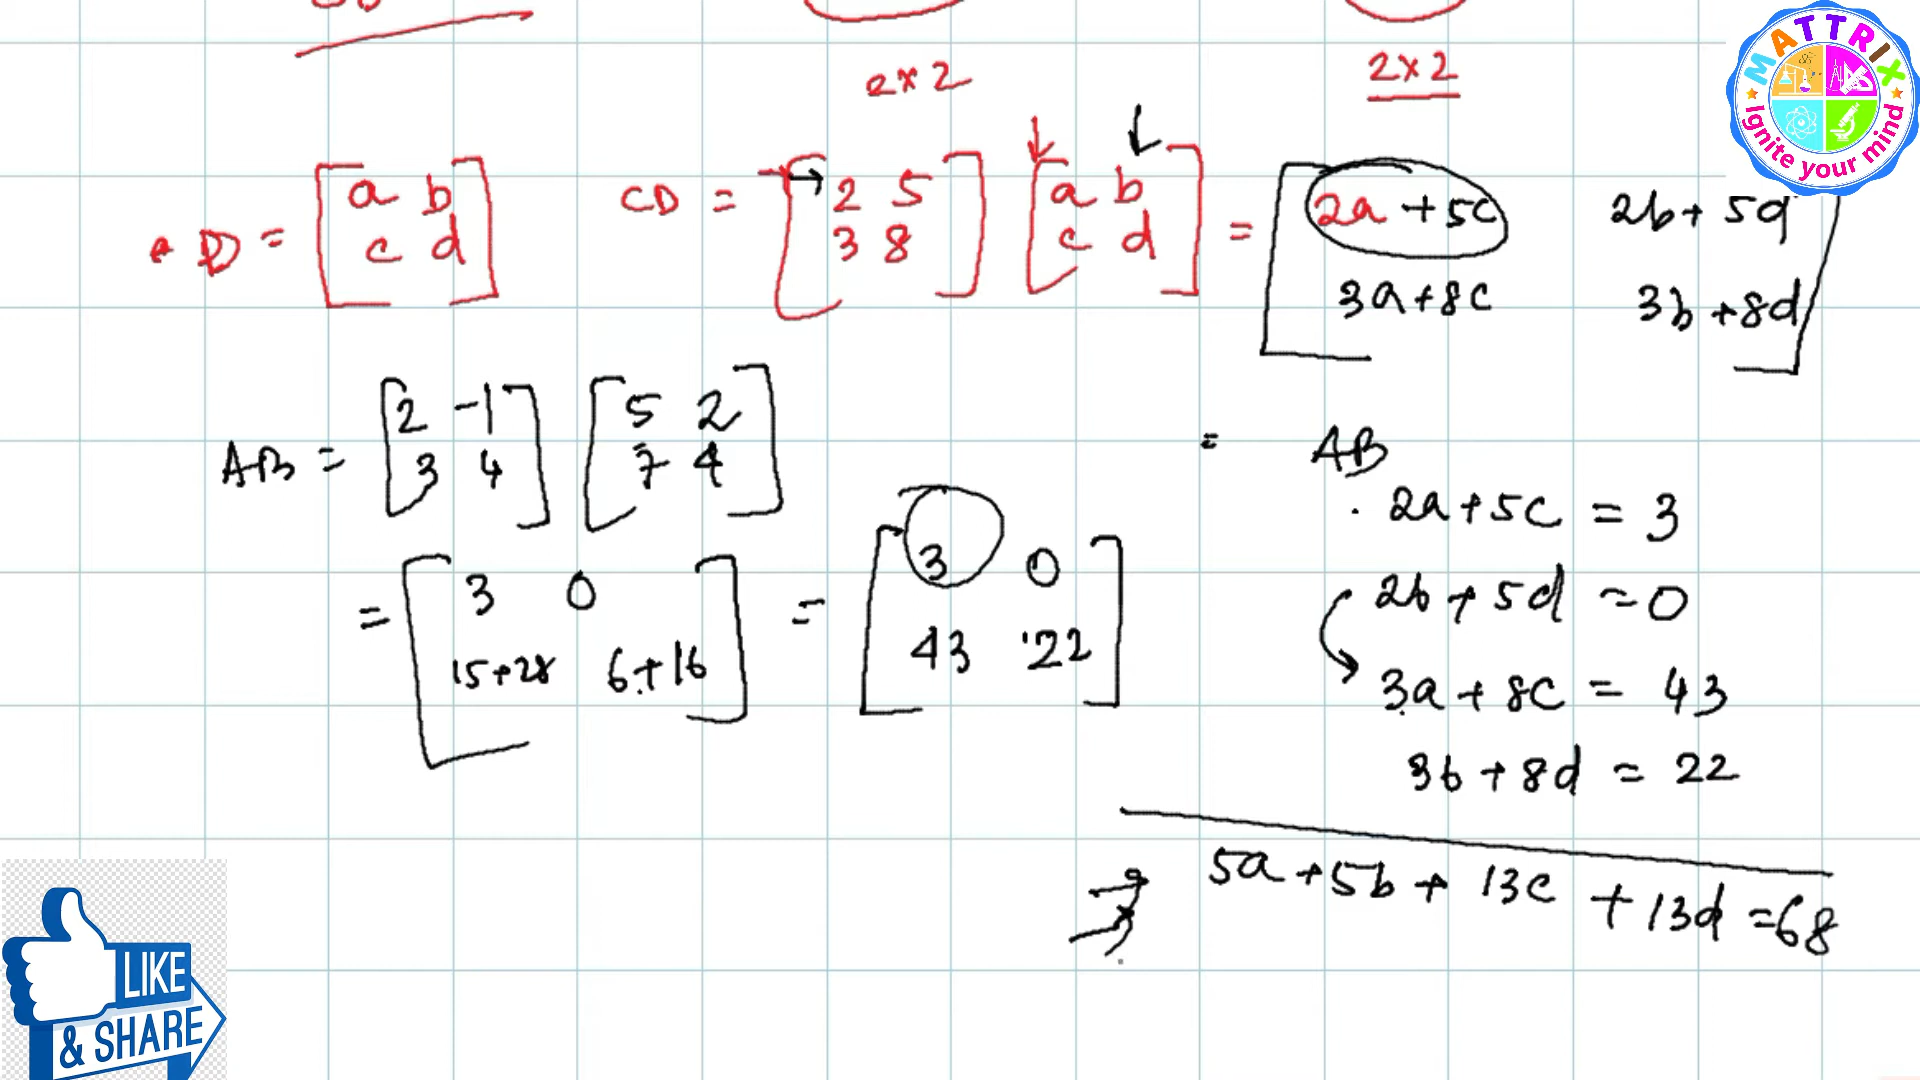 2×2
2×2
D = [a b
c d]
CD = [2 5
3 8] [a b
c d] = [2a + 5c 2b + 5d
3a + 8c 3b + 8d]
AB = [2 -1
3 4] [5 2
7 4]
= AB
= [3 0
15+28 6+16] = [3 0
43 22]
2a + 5c = 3
2b + 5d = 0
3a + 8c = 43
3b + 8d = 22
5a + 5b + 13c + 13d = 68
MATTRIX
Ignite your mind
LIKE
& SHARE